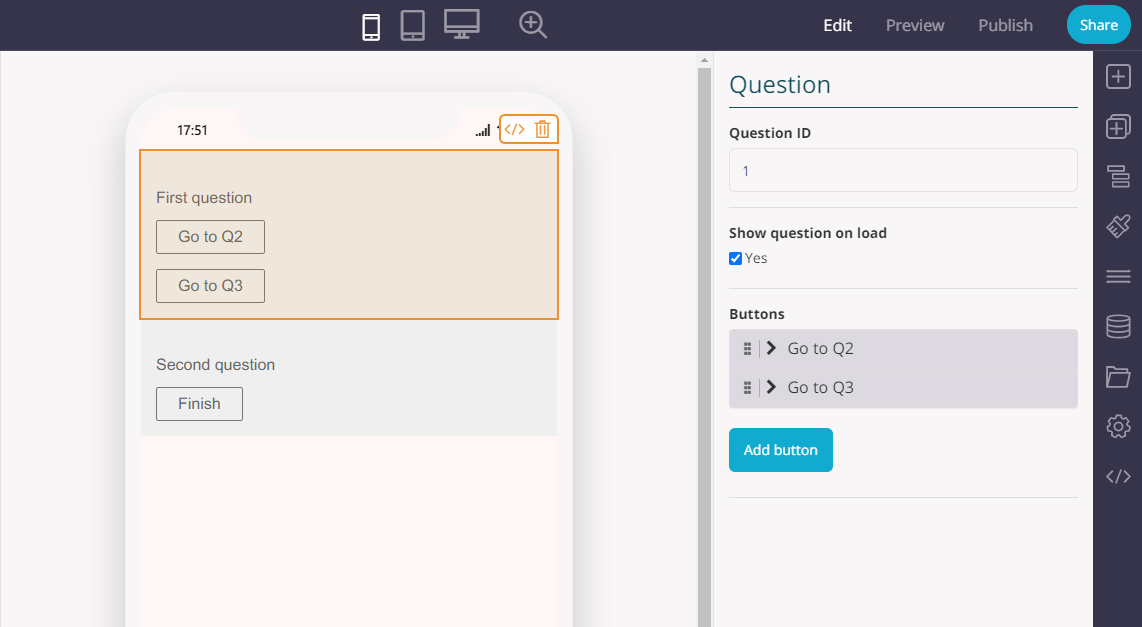 Edit Preview Publish Share
17:51
First question
Go to Q2
Go to Q3
Second question
Finish
Question
Question ID
1
Show question on load
Yes
Buttons
Go to Q2
Go to Q3
Add button